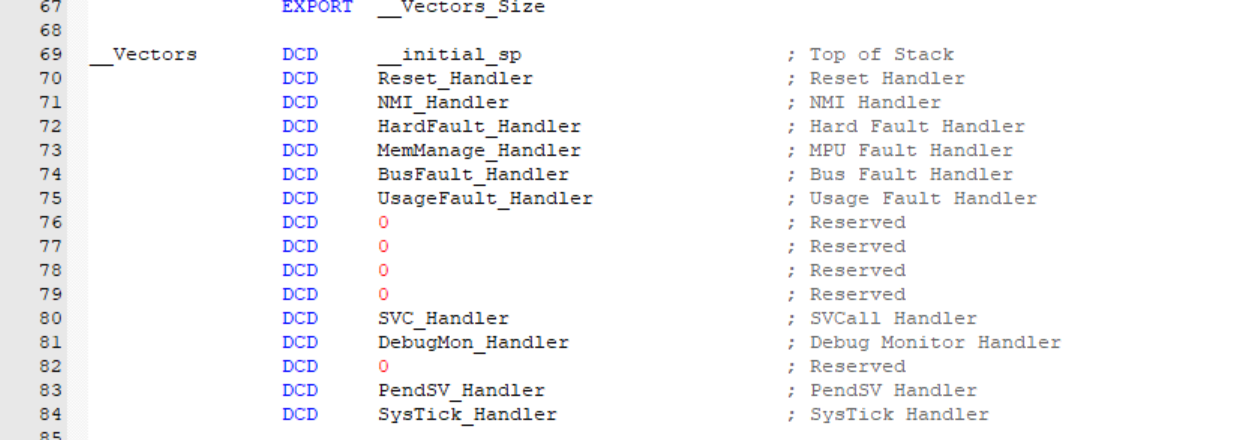 67 EXPORT __Vectors_Size
68
69 __Vectors DCD __initial_sp ; Top of Stack
70 DCD Reset_Handler ; Reset Handler
71 DCD NMI_Handler ; NMI Handler
72 DCD HardFault_Handler ; Hard Fault Handler
73 DCD MemManage_Handler ; MPU Fault Handler
74 DCD BusFault_Handler ; Bus Fault Handler
75 DCD UsageFault_Handler ; Usage Fault Handler
76 DCD 0 ; Reserved
77 DCD 0 ; Reserved
78 DCD 0 ; Reserved
79 DCD 0 ; Reserved
80 DCD SVC_Handler ; SVCall Handler
81 DCD DebugMon_Handler ; Debug Monitor Handler
82 DCD 0 ; Reserved
83 DCD PendSV_Handler ; PendSV Handler
84 DCD SysTick_Handler ; SysTick Handler
85